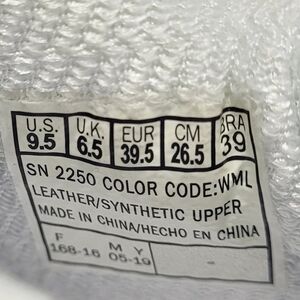 U.S. U.K. EUR CM BRA
9.5 6.5 39.5 26.5 39
SN 2250 COLOR CODE:WML
LEATHER/SYNTHETIC UPPER
MADE IN CHINA/HECHO EN CHINA
F M Y
168-16 05-19 -